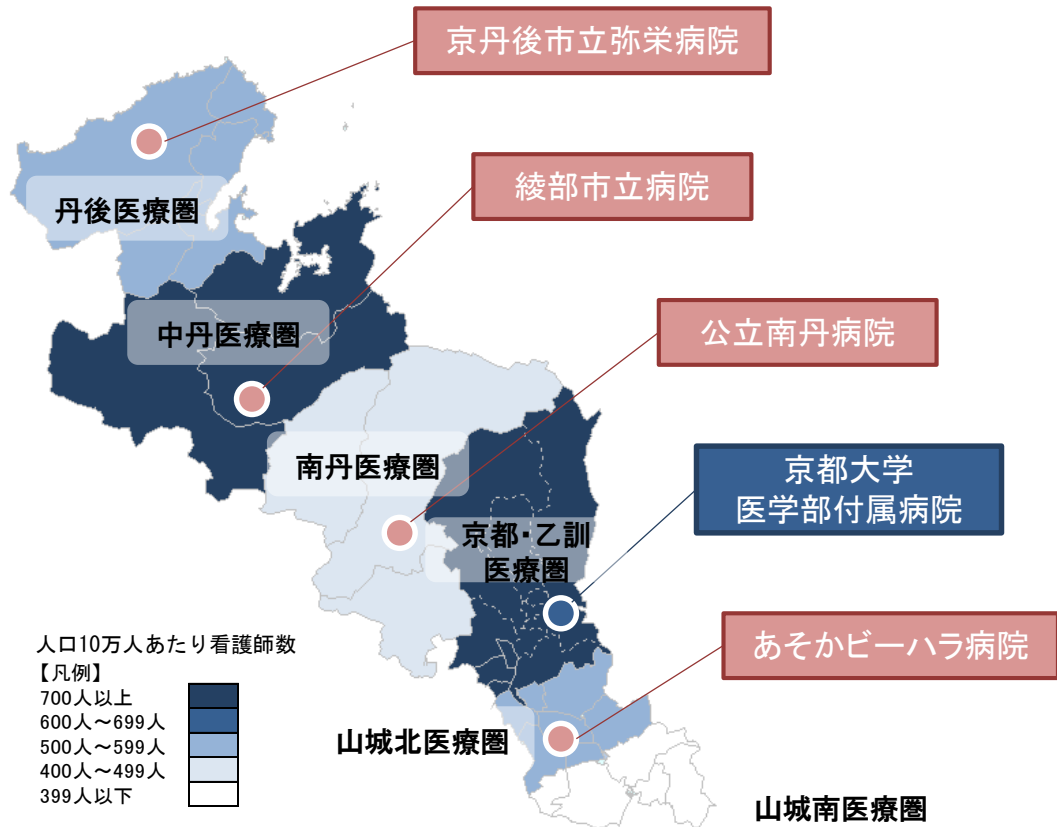 京丹後市立弥栄病院
綾部市立病院
丹後医療圏
中丹医療圏
公立南丹病院
南丹医療圏
京都大学
医学部付属病院
京都・乙訓
医療圏
あそかビーハラ病院
人口10万人あたり看護師数
【凡例】
700人以上
600人～699人
500人～599人
400人～499人
399人以下
山城北医療圏
山城南医療圏